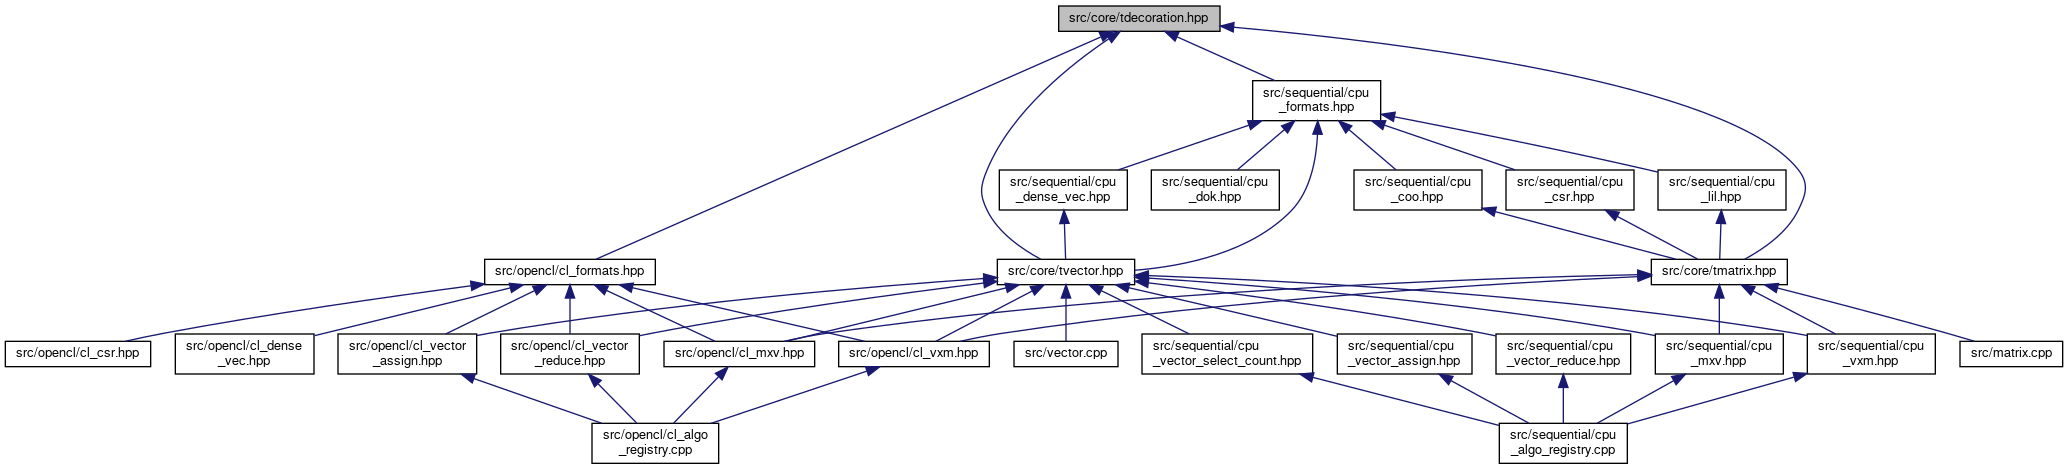 src/core/tdecoration.hpp
src/sequential/cpu
_formats.hpp
src/sequential/cpu
_dense_vec.hpp
src/sequential/cpu
_dok.hpp
src/sequential/cpu
_coo.hpp
src/sequential/cpu
_csr.hpp
src/sequential/cpu
_lil.hpp
src/opencl/cl_formats.hpp
src/core/tvector.hpp
src/core/tmatrix.hpp
src/opencl/cl_csr.hpp
src/opencl/cl_dense
_vec.hpp
src/opencl/cl_vector
_assign.hpp
src/opencl/cl_vector
_reduce.hpp
src/opencl/cl_mxv.hpp
src/opencl/cl_vxm.hpp
src/vector.cpp
src/sequential/cpu
_vector_select_count.hpp
src/sequential/cpu
_vector_assign.hpp
src/sequential/cpu
_vector_reduce.hpp
src/sequential/cpu
_mxv.hpp
src/sequential/cpu
_vxm.hpp
src/matrix.cpp
src/opencl/cl_algo
_registry.cpp
src/sequential/cpu
_algo_registry.cpp